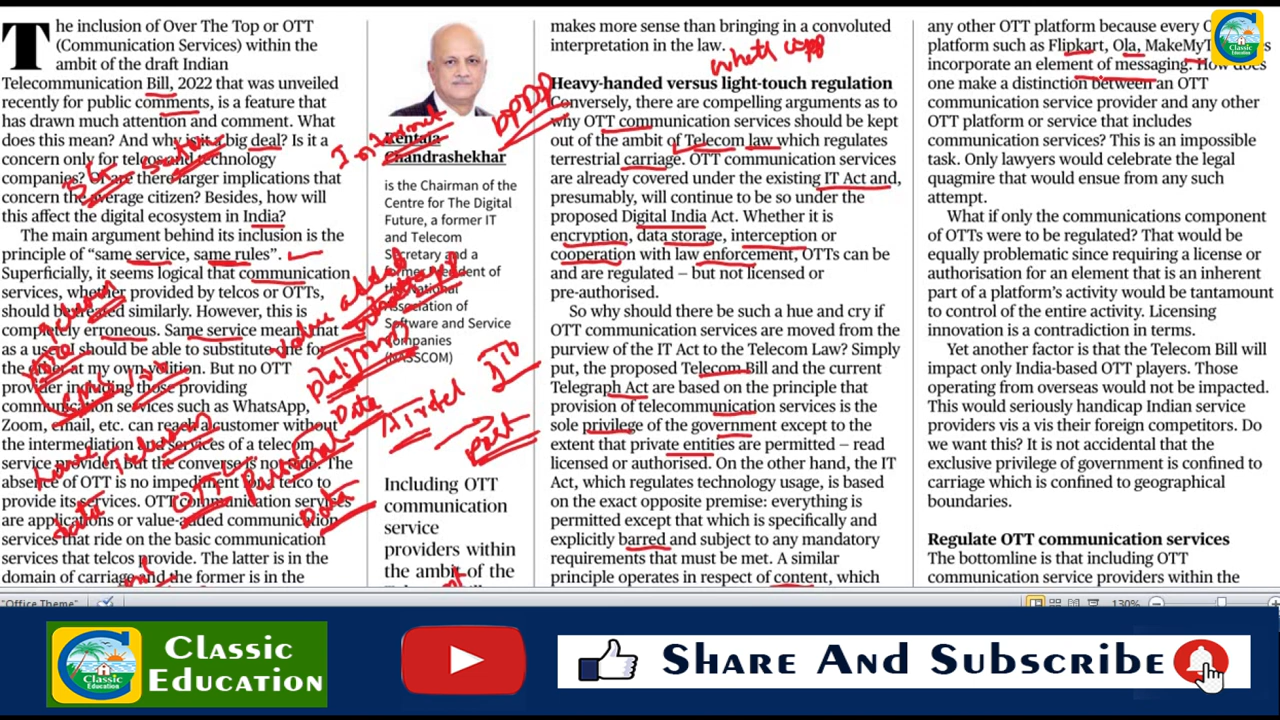 The inclusion of Over The Top or OTT
(Communication Services) within the
ambit of the draft Indian
Telecommunication Bill, 2022 that was unveiled
recently for public comments, is a feature that
has drawn much attention and comment. What
does this mean? And why isn't it a big deal? Is it a
concern only for telcos and technology
companies? Or are there larger implications that
concern the average citizen? Besides, how will
this affect the digital ecosystem in India?
The main argument behind its inclusion is the
principle of "same service, same rules".
Superficially, it seems logical that communication
services, whether provided by telcos or OTTs,
should be treated similarly. However, this is
completely erroneous. Same service means that
as a user I should be able to substitute one for
the other at my own volition. But no OTT
provider including those providing
communication services such as WhatsApp,
Zoom, email, etc. can reach a customer without
the intermediation and services of a telecom
service provider. But the converse is not true. The
absence of OTT is no impediment for a telco to
provide its services. OTT communication services
are applications or value-added communication
services that ride on the basic communication
services that telcos provide. The latter is in the
domain of carriage and the former is in the
Rentala
Chandrashekhar
is the Chairman of the
Centre for The Digital
Future, a former IT
and Telecom
Secretary and a
former President of
the National
Association of
Software and Service
Companies
(NASSCOM)
Including OTT
communication
service
providers within
the ambit of the
makes more sense than bringing in a convoluted
interpretation in the law.
Heavy-handed versus light-touch regulation
Conversely, there are compelling arguments as to
why OTT communication services should be kept
out of the ambit of Telecom law which regulates
terrestrial carriage. OTT communication services
are already covered under the existing IT Act and,
presumably, will continue to be so under the
proposed Digital India Act. Whether it is
encryption, data storage, interception or
cooperation with law enforcement, OTTs can be
and are regulated – but not licensed or
pre-authorised.
So why should there be such a hue and cry if
OTT communication services are moved from the
purview of the IT Act to the Telecom Law? Simply
put, the proposed Telecom Bill and the current
Telegraph Act are based on the principle that
provision of telecommunication services is the
sole privilege of the government except to the
extent that private entities are permitted – read
licensed or authorised. On the other hand, the IT
Act, which regulates technology usage, is based
on the exact opposite premise: everything is
permitted except that which is specifically and
explicitly barred and subject to any mandatory
requirements that must be met. A similar
principle operates in respect of content, which
any other OTT platform because every O
platform such as Flipkart, Ola, MakeMyT s
incorporate an element of messaging. How does
one make a distinction between an OTT
communication service provider and any other
OTT platform or service that includes
communication services? This is an impossible
task. Only lawyers would celebrate the legal
quagmire that would ensue from any such
attempt.
What if only the communications component
of OTTs were to be regulated? That would be
equally problematic since requiring a license or
authorisation for an elenent that is an inherent
part of a platform's activity would be tantamount
to control of the entire activity. Licensing
innovation is a contradiction in terms.
Yet another factor is that the Telecom Bill will
impact only India-based OTT players. Those
operating from overseas would not be impacted.
This would seriously handicap Indian service
providers vis a vis their foreign competitors. Do
we want this? It is not accidental that the
exclusive privilege of government is confined to
carriage which is confined to geographical
boundaries.
Regulate OTT communication services
The bottomline is that including OTT
communication service providers within the
Internet
DPDP
value added
platforms
Airtel
JIO
OTT
Personal Data
Data
"Office Theme"
130%
Classic
Education
Classic
Education
Classic
Education
Share And Subscribe